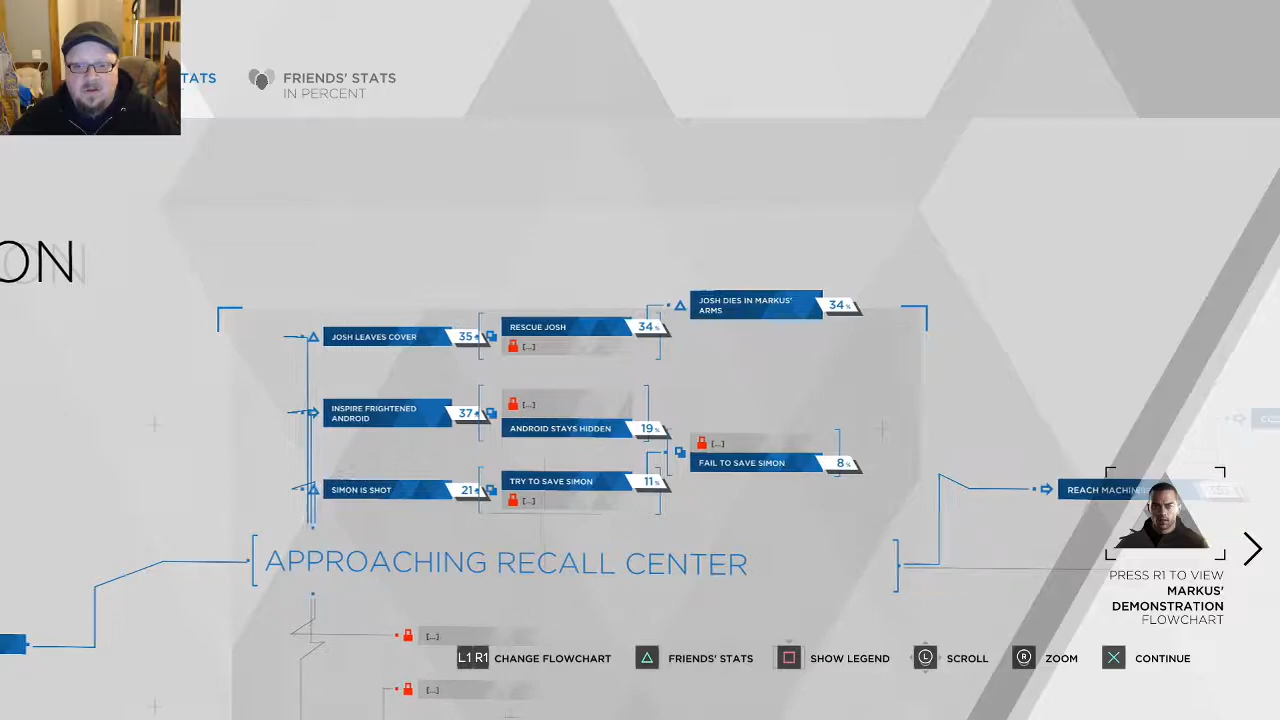 TATS
FRIENDS' STATS
IN PERCENT
ON
JOSH DIES IN MARKUS'
ARMS
34%
JOSH LEAVES COVER
35
RESCUE JOSH
34%
[...]
INSPIRE FRIGHTENED
ANDROID
37
[...]
ANDROID STAYS HIDDEN
19%
[...]
FAIL TO SAVE SIMON
8%
SIMON IS SHOT
21
TRY TO SAVE SIMON
11%
[...]
REACH MACHIN
APPROACHING RECALL CENTER
PRESS R1 TO VIEW
MARKUS'
DEMONSTRATION
FLOWCHART
[...]
[...]
L1 R1 CHANGE FLOWCHART
FRIENDS' STATS
SHOW LEGEND
L SCROLL
R ZOOM
CONTINUE